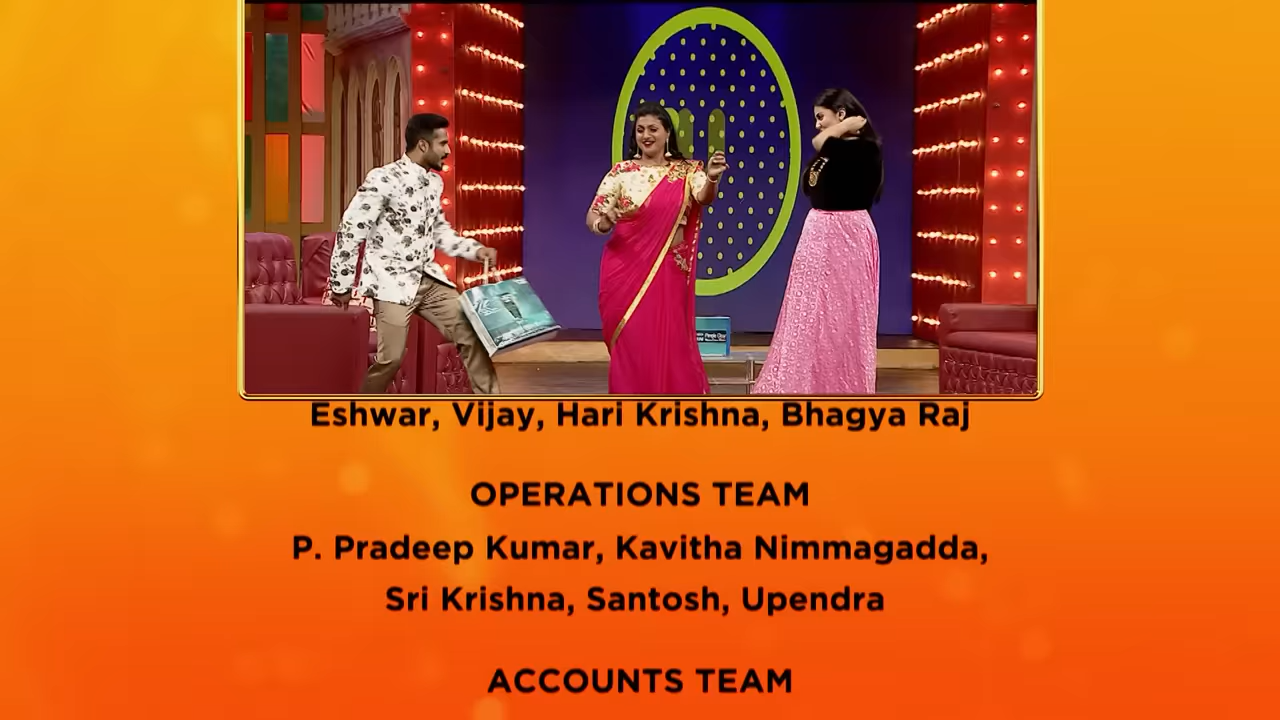 Eshwar, Vijay, Hari Krishna, Bhagya Raj
OPERATIONS TEAM
P. Pradeep Kumar, Kavitha Nimmagadda,
Sri Krishna, Santosh, Upendra
ACCOUNTS TEAM